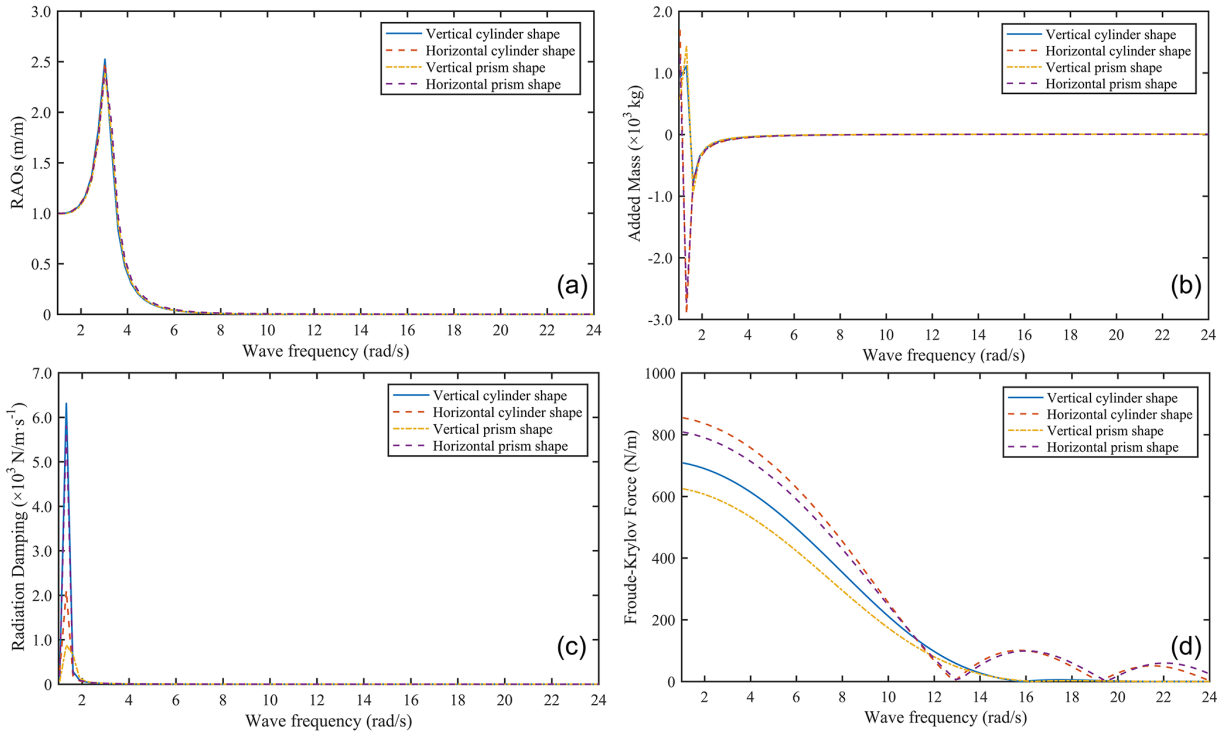 3.0
2.5
2.0
1.5
1.0
0.5
0
RAOs (m/m)
Vertical cylinder shape
Horizontal cylinder shape
Vertical prism shape
Horizontal prism shape
(a)
2 4 6 8 10 12 14 16 18 20 22 24
Wave frequency (rad/s)
2.0
1.0
0
-1.0
-2.0
-3.0
Added Mass (×10³ kg)
Vertical cylinder shape
Horizontal cylinder shape
Vertical prism shape
Horizontal prism shape
(b)
2 4 6 8 10 12 14 16 18 20 22 24
Wave frequency (rad/s)
7.0
6.0
5.0
4.0
3.0
2.0
1.0
0
Radiation Damping (×10³ N/m·s⁻¹)
Vertical cylinder shape
Horizontal cylinder shape
Vertical prism shape
Horizontal prism shape
(c)
2 4 6 8 10 12 14 16 18 20 22 24
Wave frequency (rad/s)
1000
800
600
400
200
0
Froude-Krylov Force (N/m)
Vertical cylinder shape
Horizontal cylinder shape
Vertical prism shape
Horizontal prism shape
(d)
2 4 6 8 10 12 14 16 18 20 22 24
Wave frequency (rad/s)